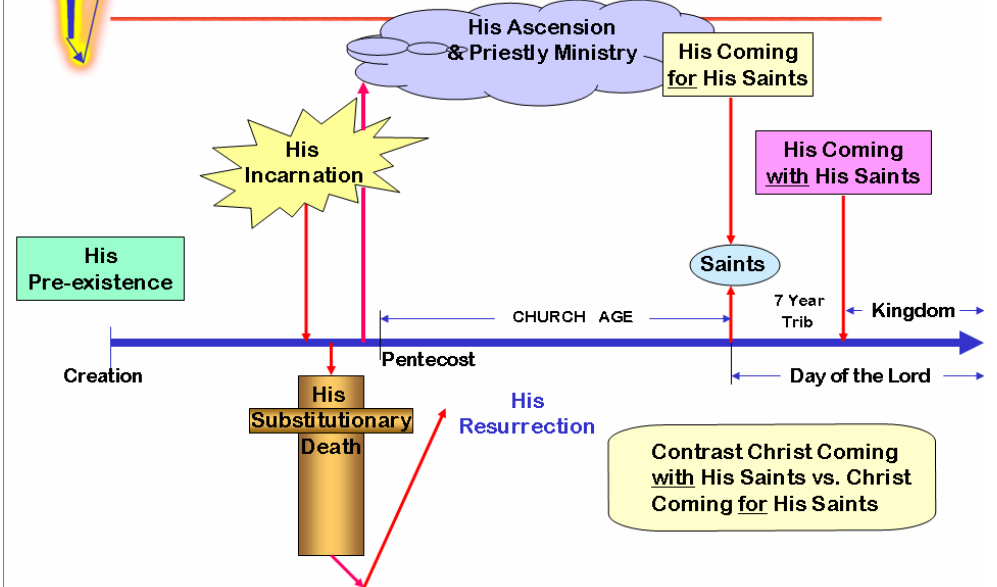 His Ascension
& Priestly Ministry
His Coming
for His Saints
His
Incarnation
His Coming
with His Saints
His
Pre-existence
Saints
7 Year
Trib
Kingdom
CHURCH AGE
Pentecost
Creation
Day of the Lord
His
Substitutionary
Death
His
Resurrection
Contrast Christ Coming
with His Saints vs. Christ
Coming for His Saints